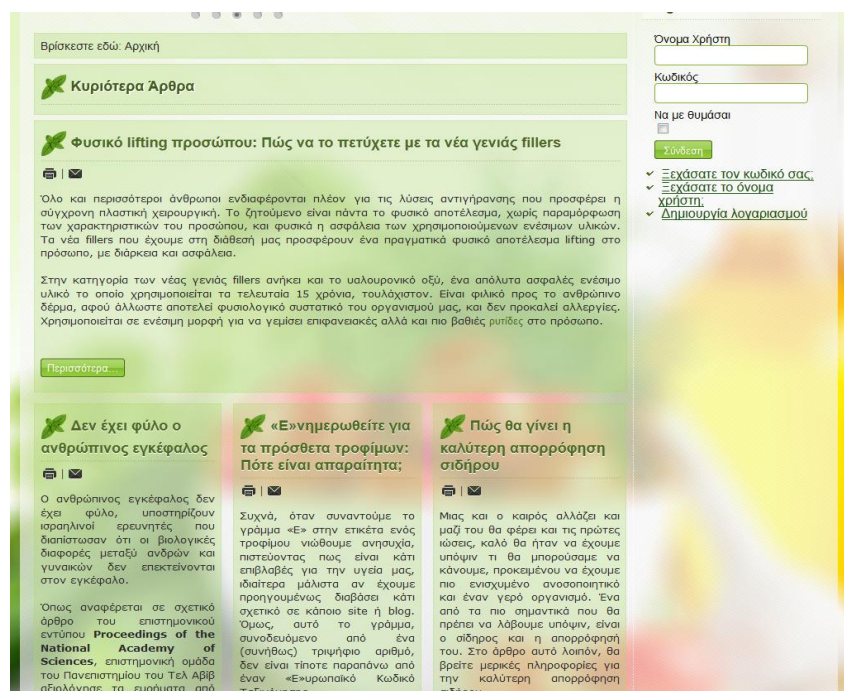 Βρίσκεστε εδώ: Αρχική
Κυριότερα Άρθρα
Φυσικό lifting προσώπου: Πώς να το πετύχετε με τα νέα γενιάς fillers
Όλο και περισσότεροι άνθρωποι ενδιαφέρονται πλέον για τις λύσεις αντιγήρανσης που προσφέρει η
σύγχρονη πλαστική χειρουργική. Το ζητούμενο είναι πάντα το φυσικό αποτέλεσμα, χωρίς παραμόρφωση
των χαρακτηριστικών του προσώπου, και φυσικά η ασφάλεια των χρησιμοποιούμενων ενέσιμων υλικών.
Τα νέα fillers που έχουμε στη διάθεσή μας προσφέρουν ένα πραγματικά φυσικό αποτέλεσμα lifting στο
πρόσωπο, με διάρκεια και ασφάλεια.
Στην κατηγορία των νέας γενιάς fillers ανήκει και το υαλουρονικό οξύ, ένα απόλυτα ασφαλές ενέσιμο
υλικό το οποίο χρησιμοποιείται τα τελευταία 15 χρόνια, τουλάχιστον. Είναι φιλικό προς το ανθρώπινο
δέρμα, αφού άλλωστε αποτελεί φυσιολογικό συστατικό του οργανισμού μας, και δεν προκαλεί αλλεργίες.
Χρησιμοποιείται σε ενέσιμη μορφή για να γεμίσει επιφανειακές αλλά και πιο βαθιές ρυτίδες στο πρόσωπο.
Περισσότερα...
Δεν έχει φύλο ο
ανθρώπινος εγκέφαλος
Ο ανθρώπινος εγκέφαλος δεν
έχει φύλο, υποστηρίζουν
ισραηλινοί ερευνητές που
διαπίστωσαν ότι οι βιολογικές
διαφορές μεταξύ ανδρών και
γυναικών δεν επεκτείνονται
στον εγκέφαλο.
Όπως αναφέρεται σε σχετικό
άρθρο του επιστημονικού
εντύπου Proceedings of the
National Academy of
Sciences, επιστημονική ομάδα
του Πανεπιστημίου του Τελ Αβίβ
αξιολόγησε τα ευρήματα από
«Ε»νημερωθείτε για
τα πρόσθετα τροφίμων:
Πότε είναι απαραίτητα;
Συχνά, όταν συναντούμε το
γράμμα «Ε» στην ετικέτα ενός
τροφίμου νιώθουμε ανησυχία,
πιστεύοντας πως είναι κάτι
επιβλαβές για την υγεία μας,
ιδιαίτερα μάλιστα αν έχουμε
προηγουμένως διαβάσει κάτι
σχετικό σε κάποιο site ή blog.
Όμως, αυτό το γράμμα,
συνοδευόμενο από ένα
(συνήθως) τριψήφιο αριθμό,
δεν είναι τίποτε παραπάνω από
έναν «Ε»υρωπαϊκό Κωδικό
Πώς θα γίνει η
καλύτερη απορρόφηση
σιδήρου
Μιας και ο καιρός αλλάζει και
μαζί του θα φέρει και τις πρώτες
ιώσεις, καλό θα ήταν να έχουμε
υπόψιν τι θα μπορούσαμε να
κάνουμε, προκειμένου να έχουμε
πιο ενισχυμένο ανοσοποιητικό
και έναν γερό οργανισμό. Ένα
από τα πιο σημαντικά που θα
πρέπει να λάβουμε υπόψιν, είναι
ο σίδηρος και η απορρόφησή
του. Στο άρθρο αυτό λοιπόν, θα
βρείτε μερικές πληροφορίες για
την καλύτερη απορρόφηση
Όνομα Χρήστη
Κωδικός
Να με θυμάσαι
Σύνδεση
Ξεχάσατε τον κωδικό σας;
Ξεχάσατε το όνομα
χρήστη;
Δημιουργία λογαριασμού